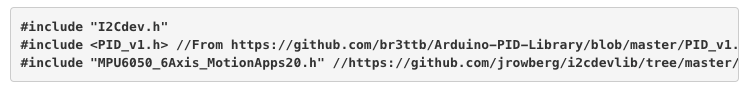 #include "I2Cdev.h"
#include <PID_v1.h> //From https://github.com/br3ttb/Arduino-PID-Library/blob/master/PID_v1.
#include "MPU6050_6Axis_MotionApps20.h" //https://github.com/jrowberg/i2cdevlib/tree/master/